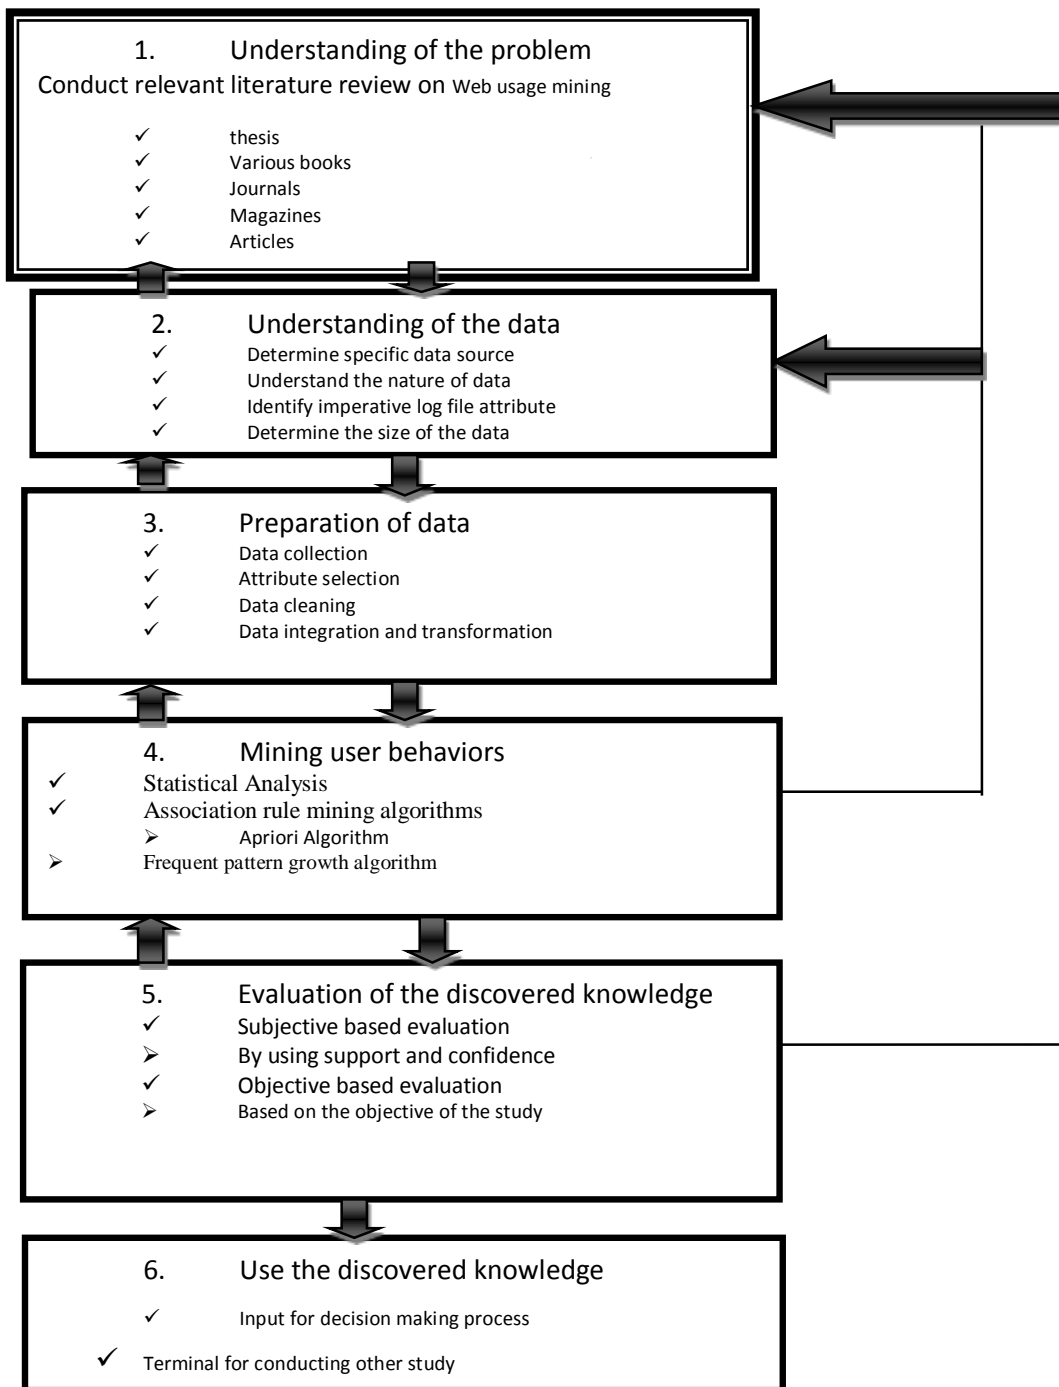 1. Understanding of the problem
Conduct relevant literature review on Web usage mining
✓ thesis
✓ Various books
✓ Journals
✓ Magazines
✓ Articles
2. Understanding of the data
✓ Determine specific data source
✓ Understand the nature of data
✓ Identify imperative log file attribute
✓ Determine the size of the data
3. Preparation of data
✓ Data collection
✓ Attribute selection
✓ Data cleaning
✓ Data integration and transformation
4. Mining user behaviors
✓ Statistical Analysis
✓ Association rule mining algorithms
➢ Apriori Algorithm
➢ Frequent pattern growth algorithm
5. Evaluation of the discovered knowledge
✓ Subjective based evaluation
➢ By using support and confidence
✓ Objective based evaluation
➢ Based on the objective of the study
6. Use the discovered knowledge
✓ Input for decision making process
✓ Terminal for conducting other study